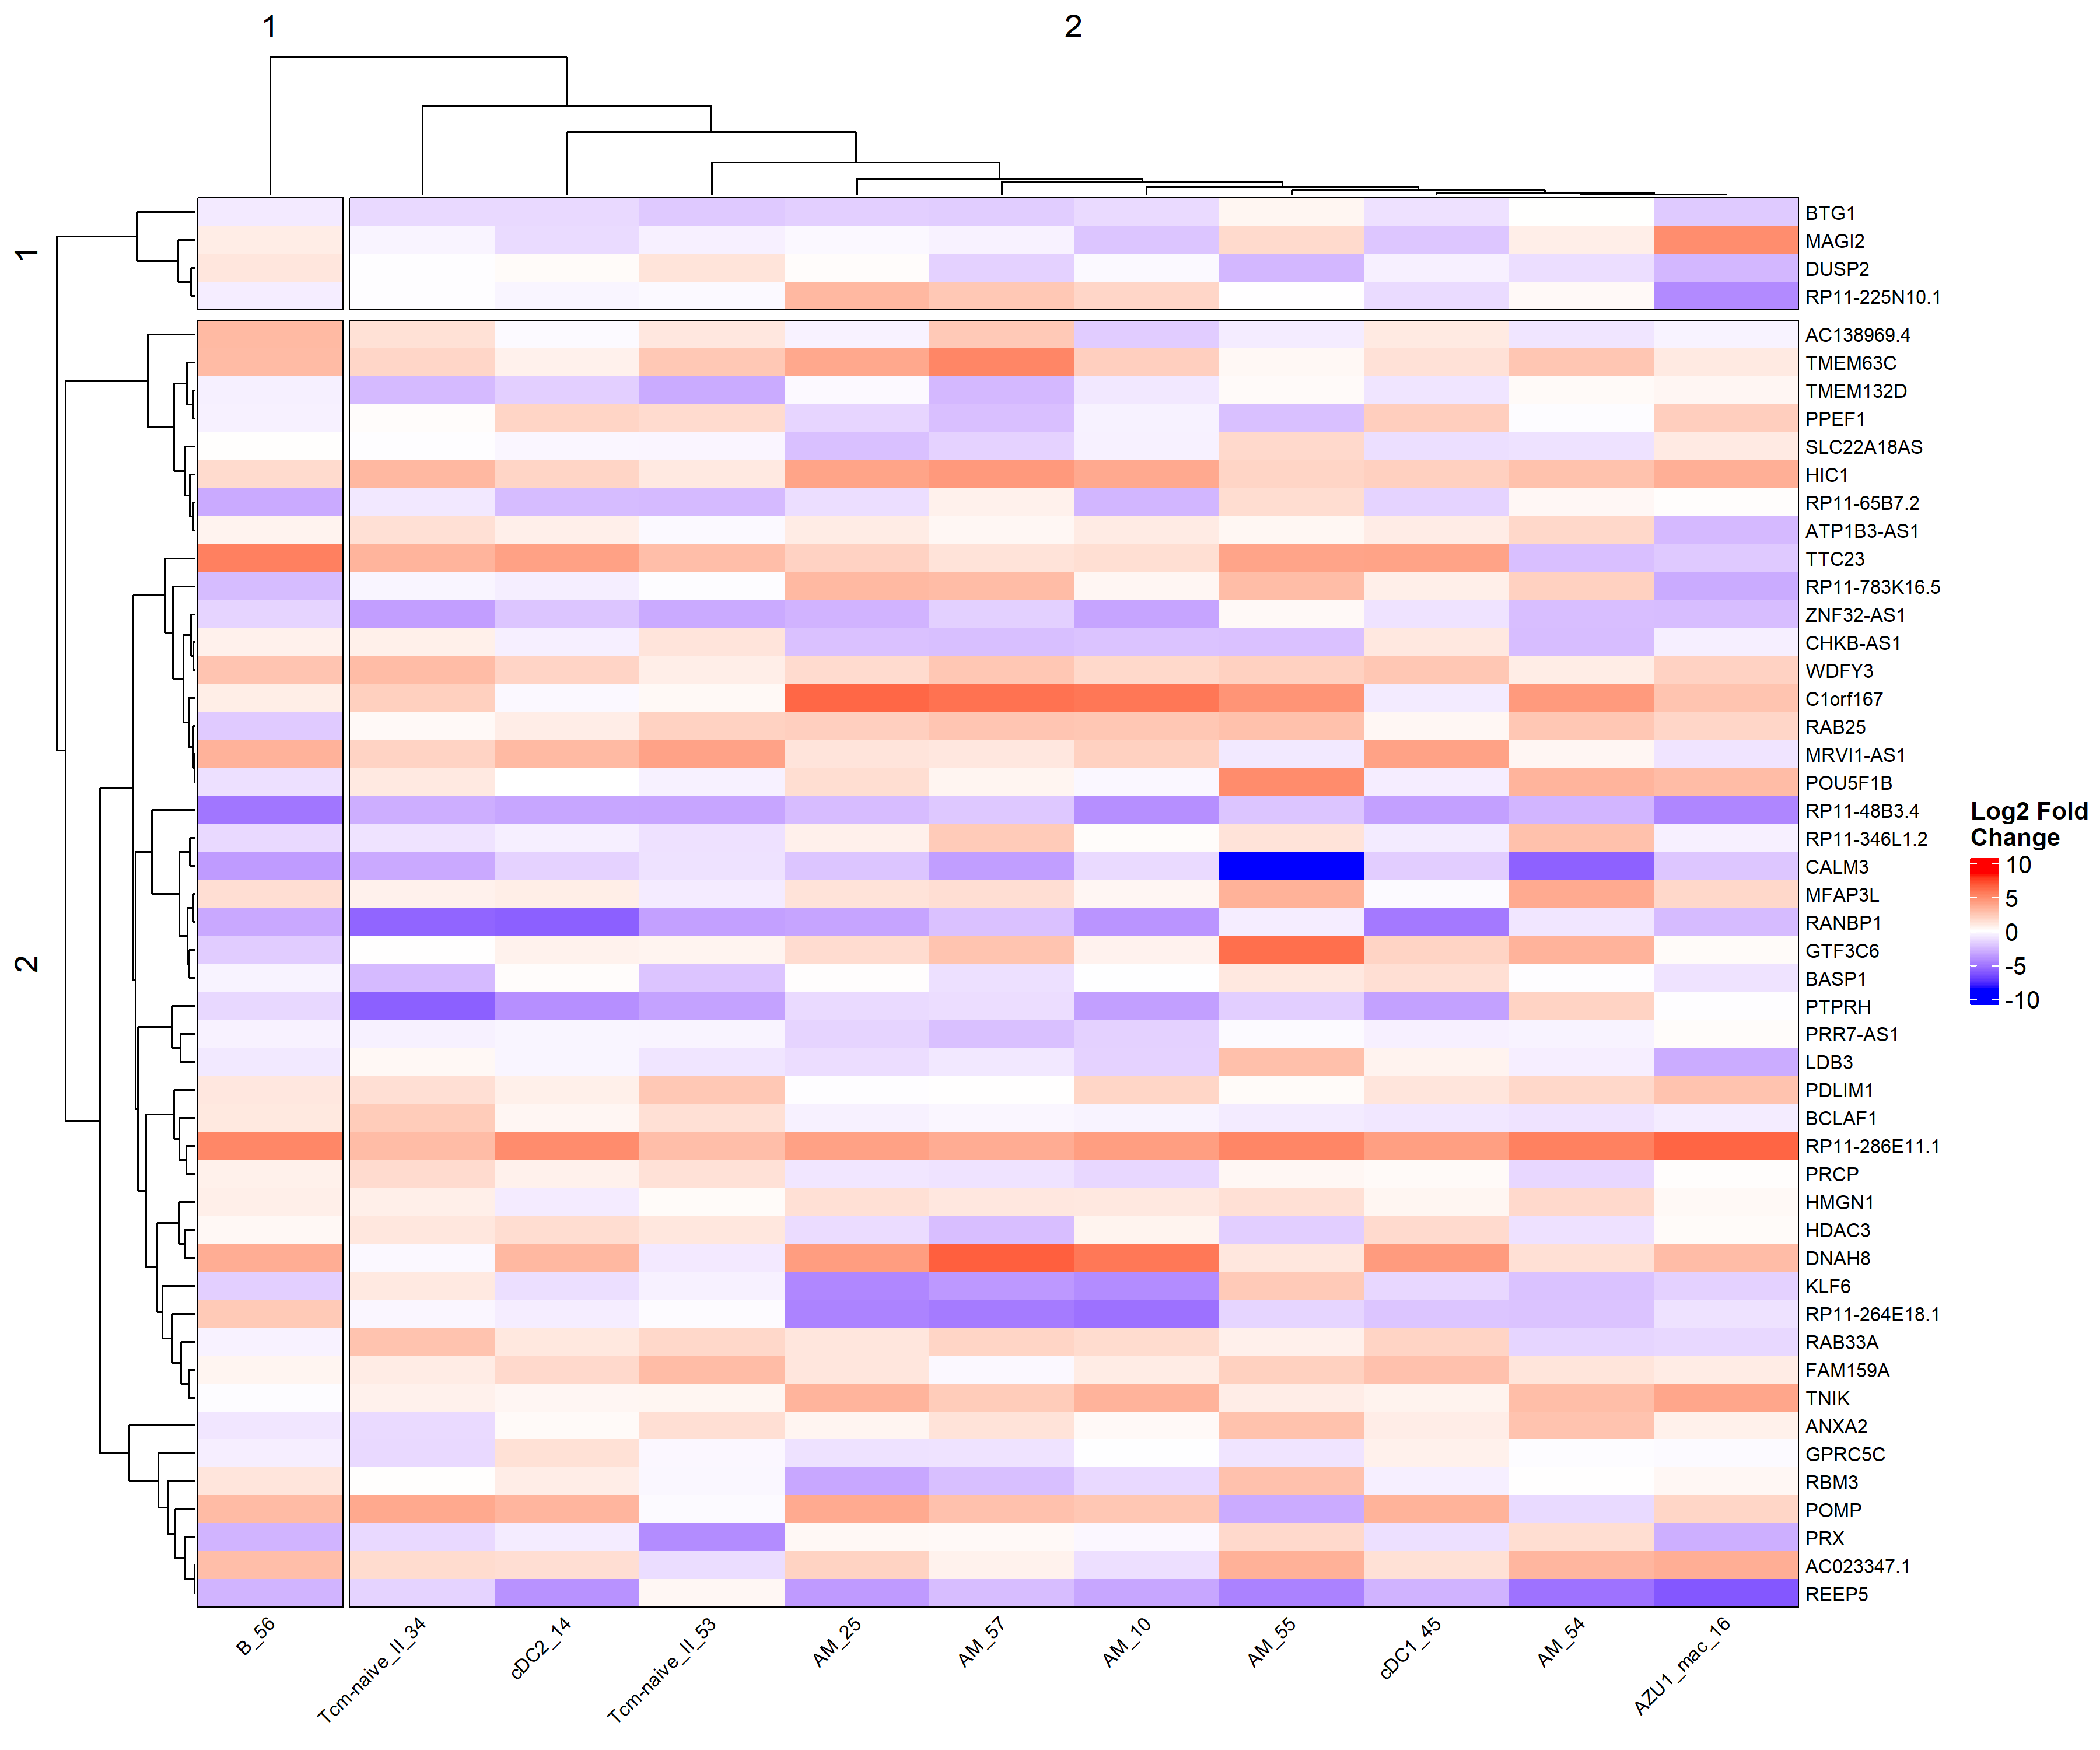 1
2
1
2
BTG1
MAGI2
DUSP2
RP11-225N10.1
AC138969.4
TMEM63C
TMEM132D
PPEF1
SLC22A18AS
HIC1
RP11-65B7.2
ATP1B3-AS1
TTC23
RP11-783K16.5
ZNF32-AS1
CHKB-AS1
WDFY3
C1orf167
RAB25
MRVI1-AS1
POU5F1B
RP11-48B3.4
RP11-346L1.2
CALM3
MFAP3L
RANBP1
GTF3C6
BASP1
PTPRH
PRR7-AS1
LDB3
PDLIM1
BCLAF1
RP11-286E11.1
PRCP
HMGN1
HDAC3
DNAH8
KLF6
RP11-264E18.1
RAB33A
FAM159A
TNIK
ANXA2
GPRC5C
RBM3
POMP
PRX
AC023347.1
REEP5
Log2 Fold
Change
10
5
0
-5
-10
B_56
Tcm-naive_II_34
cDC2_14
Tcm-naive_II_53
AM_25
AM_57
AM_10
AM_55
cDC1_45
AM_54
AZU1_mac_16